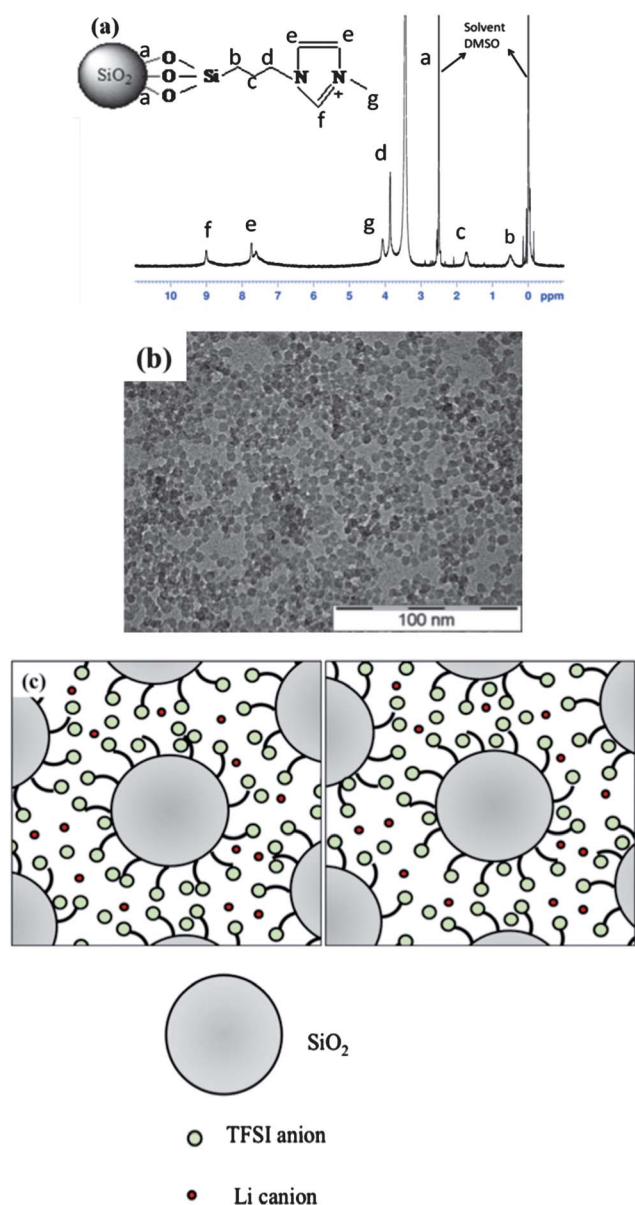 (a)
e e
a O b d
SiO2 O Si N N
a O c + g
f
a
Solvent
DMSO
d
f e g c b
10 9 8 7 6 5 4 3 2 1 0 ppm
(b)
100 nm
(c)
SiO2
TFSI anion
Li canion